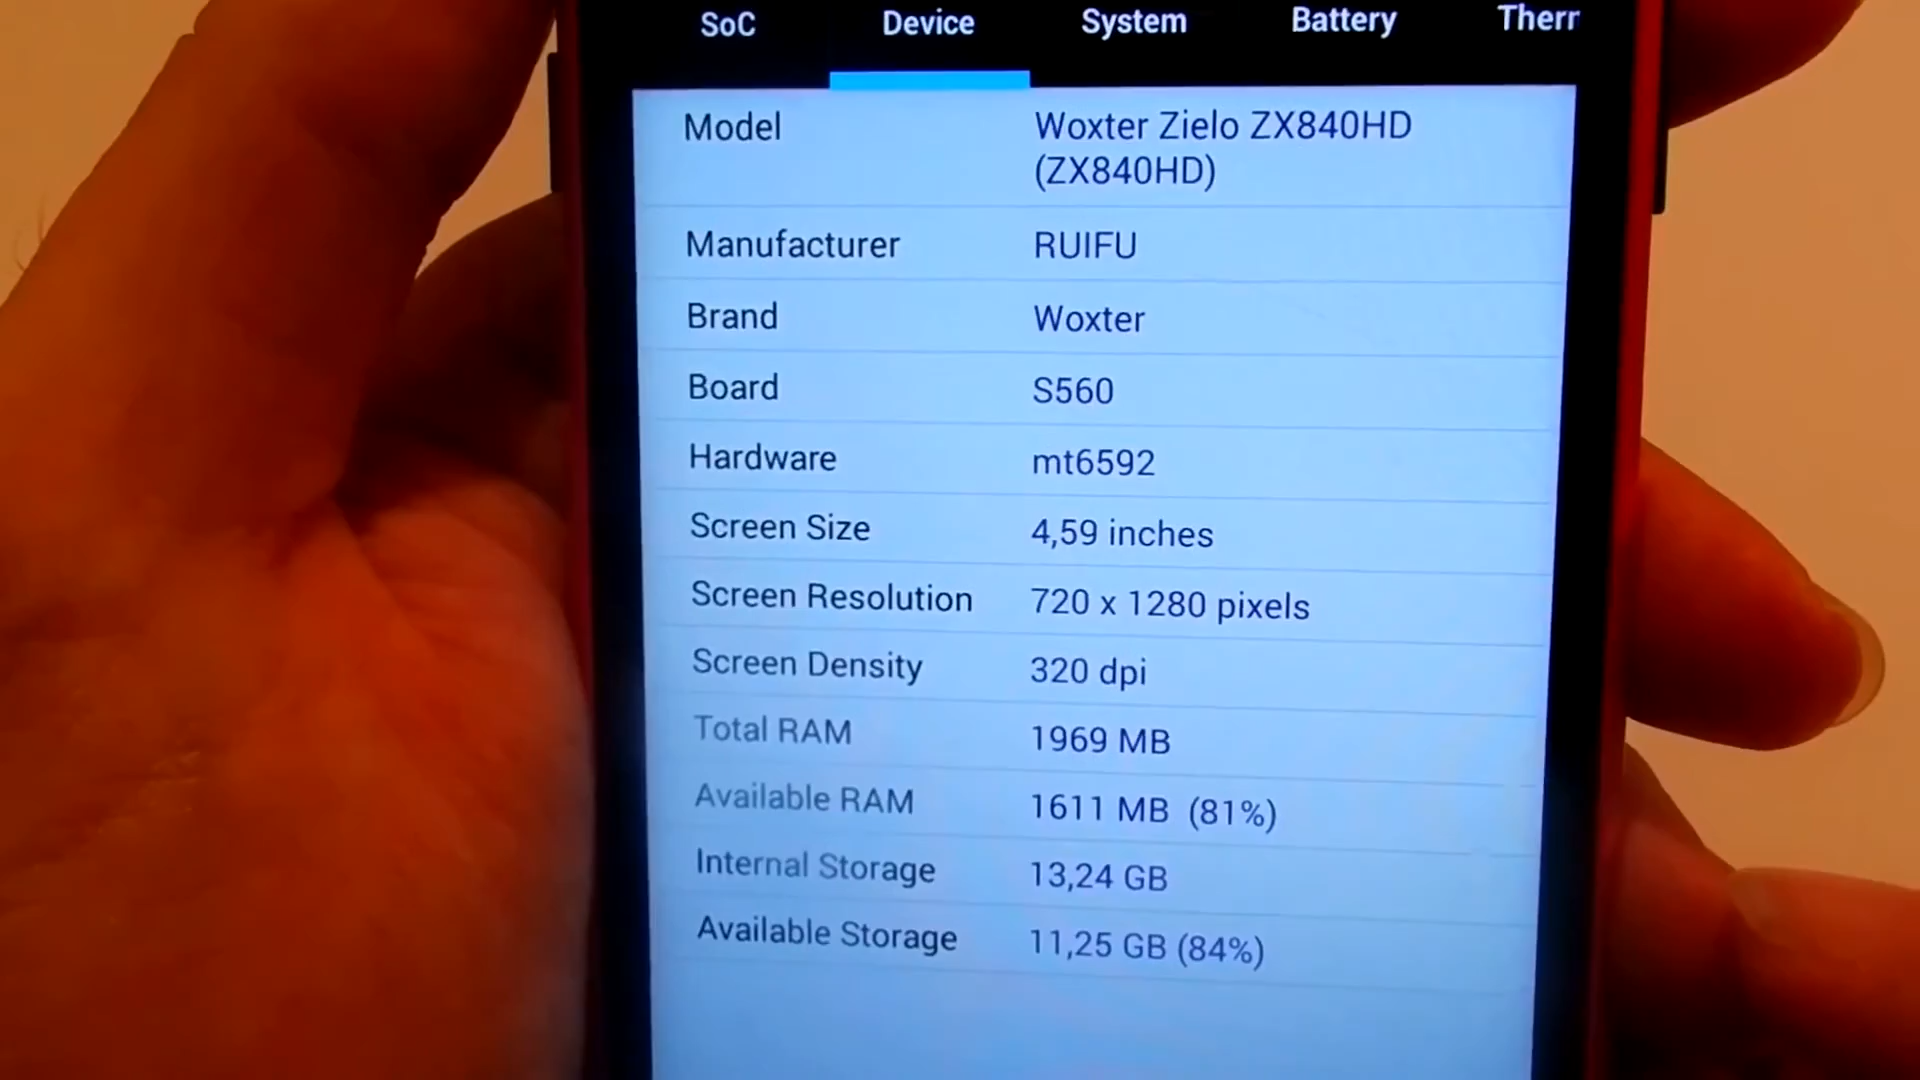 SoC Device System Battery Therr
Model Woxter Zielo ZX840HD
(ZX840HD)
Manufacturer RUIFU
Brand Woxter
Board S560
Hardware mt6592
Screen Size 4,59 inches
Screen Resolution 720 x 1280 pixels
Screen Density 320 dpi
Total RAM 1969 MB
Available RAM 1611 MB (81%)
Internal Storage 13,24 GB
Available Storage 11,25 GB (84%)